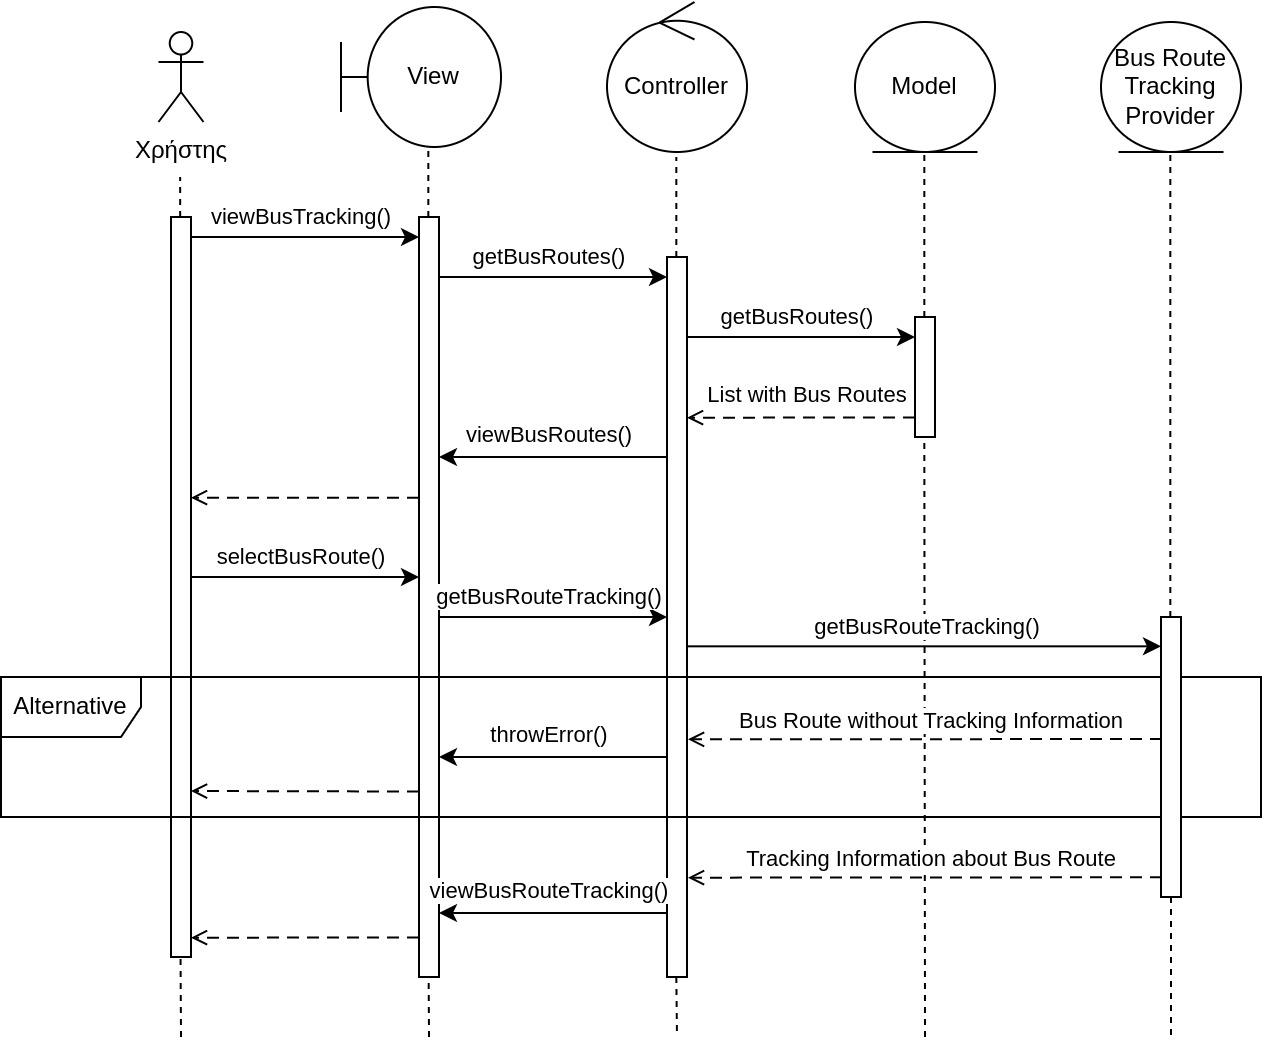 View
Controller
Model
Bus Route
Tracking
Provider
Χρήστης
viewBusTracking()
getBusRoutes()
getBusRoutes()
List with Bus Routes
viewBusRoutes()
selectBusRoute()
getBusRouteTracking()
getBusRouteTracking()
Alternative
Bus Route without Tracking Information
throwError()
Tracking Information about Bus Route
viewBusRouteTracking()